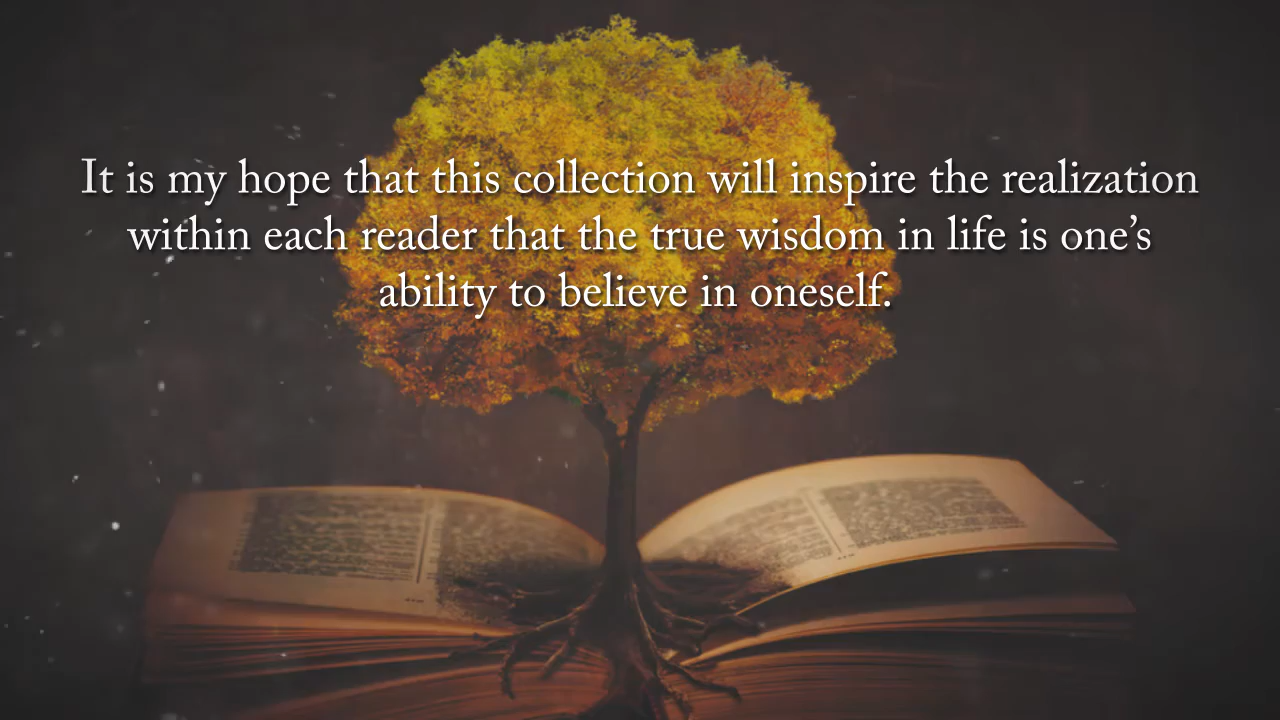 It is my hope that this collection will inspire the realization
within each reader that the true wisdom in life is one’s
ability to believe in oneself.